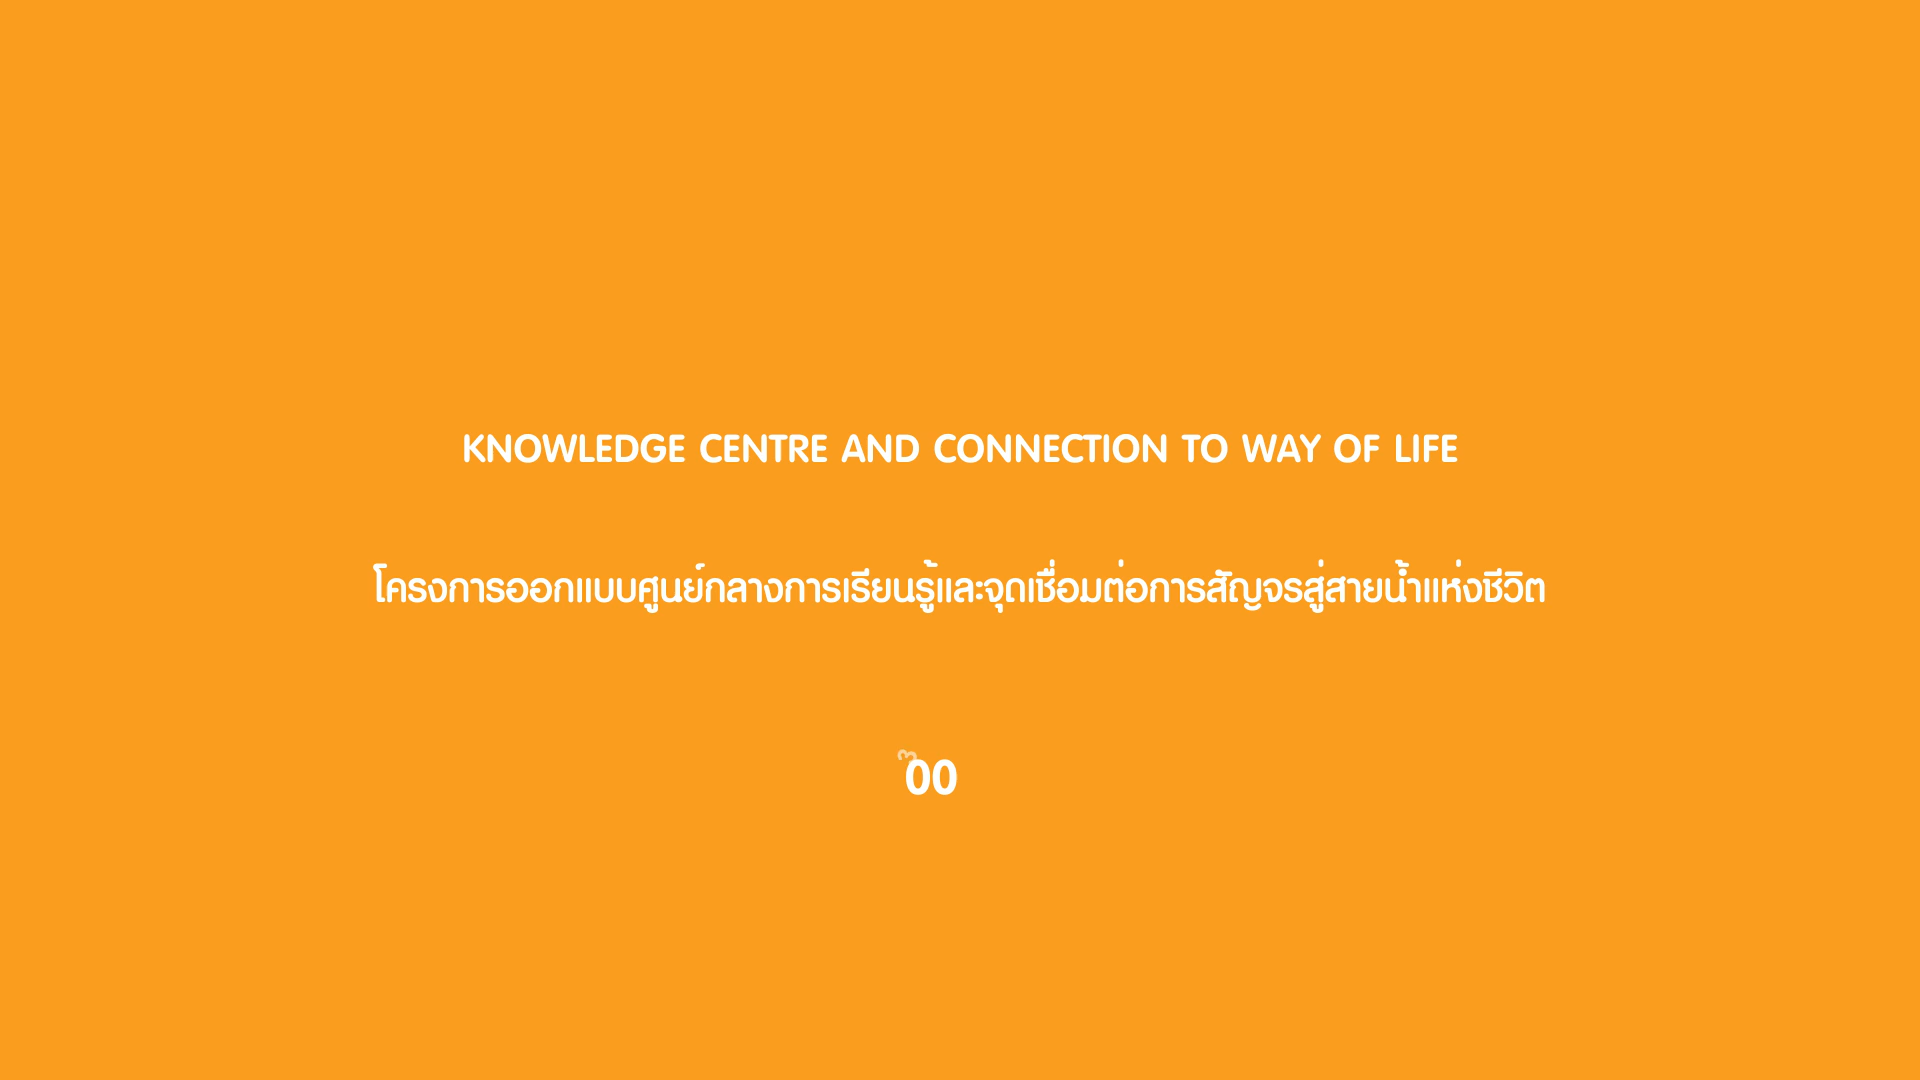 KNOWLEDGE CENTRE AND CONNECTION TO WAY OF LIFE
โครงการออกแบบศูนย์กลางการเรียนรู้และจุดเชื่อมต่อการสัญจรสู่สายน้ำแห่งชีวิต
00